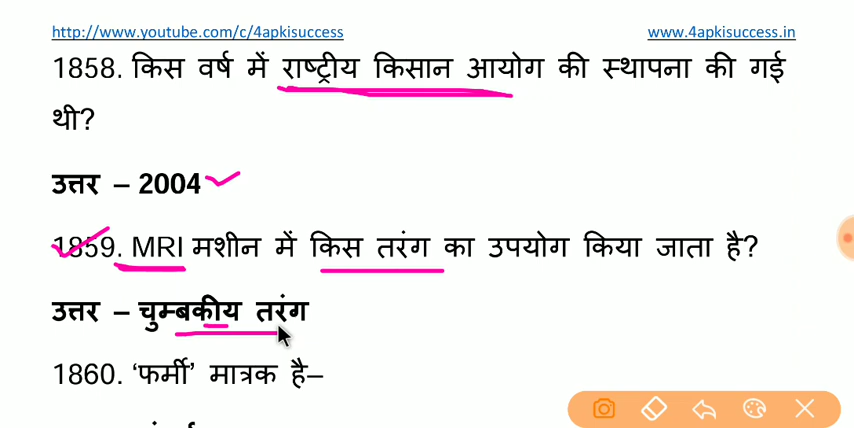 http://www.youtube.com/c/4apkisuccess www.4apkisuccess.in
1858. किस वर्ष में राष्ट्रीय किसान आयोग की स्थापना की गई
थी?
उत्तर – 2004
1859. MRI मशीन में किस तरंग का उपयोग किया जाता है?
उत्तर – चुम्बकीय तरंग
1860. ‘फर्मी’ मात्रक है–